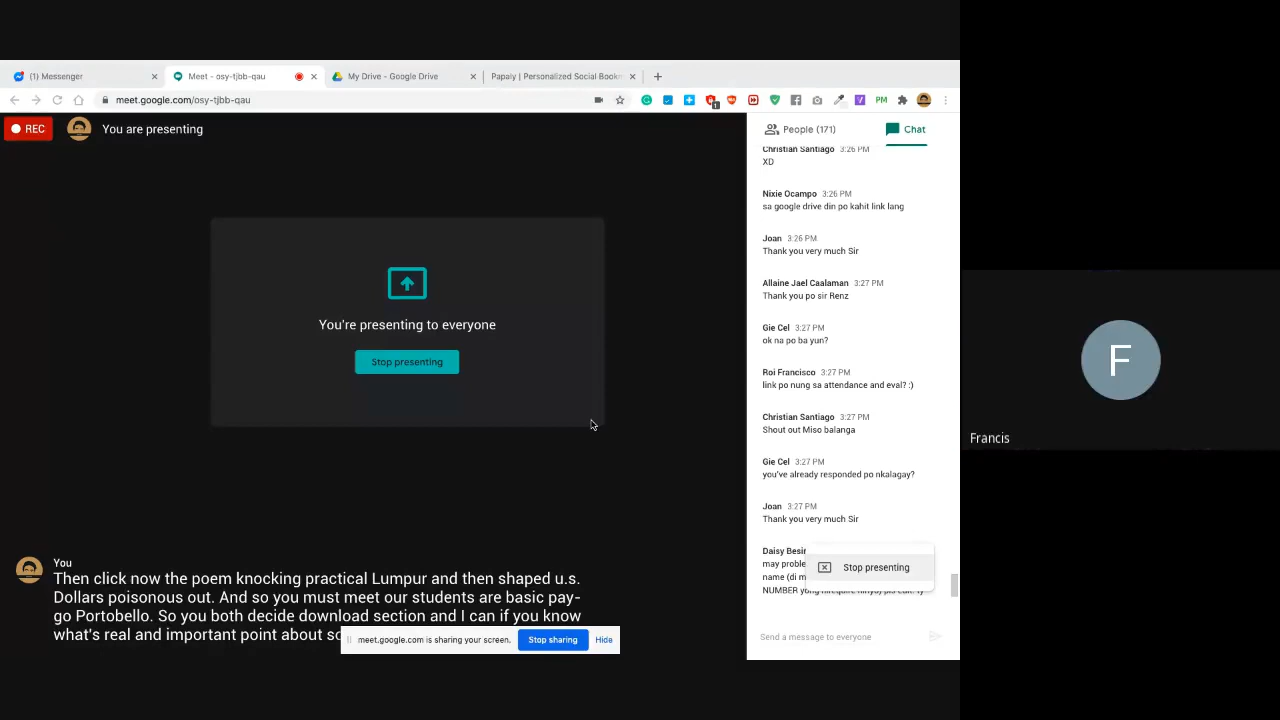 (1) Messenger
Meet - osy-tjbb-qau
My Drive - Google Drive
Papaly | Personalized Social Bookm
meet.google.com/osy-tjbb-qau
1
PM
REC
You are presenting
People (171)
Chat
Christian Santiago 3:26 PM
XD
Nixie Ocampo 3:26 PM
sa google drive din po kahit link lang
Joan 3:26 PM
Thank you very much Sir
Allaine Jael Caalaman 3:27 PM
Thank you po sir Renz
Gie Cel 3:27 PM
ok na po ba yun?
Roi Francisco 3:27 PM
link po nung sa attendance and eval? :)
Christian Santiago 3:27 PM
Shout out Miso balanga
Gie Cel 3:27 PM
you've already responded po nkalagay?
Joan 3:27 PM
Thank you very much Sir
Daisy Besir
may proble
name (di m
NUMBER yung
Stop presenting
Send a message to everyone
You're presenting to everyone
Stop presenting
You
Then click now the poem knocking practical Lumpur and then shaped u.s.
Dollars poisonous out. And so you must meet our students are basic pay-
go Portobello. So you both decide download section and I can if you know
what's real and important point about
meet.google.com is sharing your screen.
Stop sharing
Hide
F
Francis